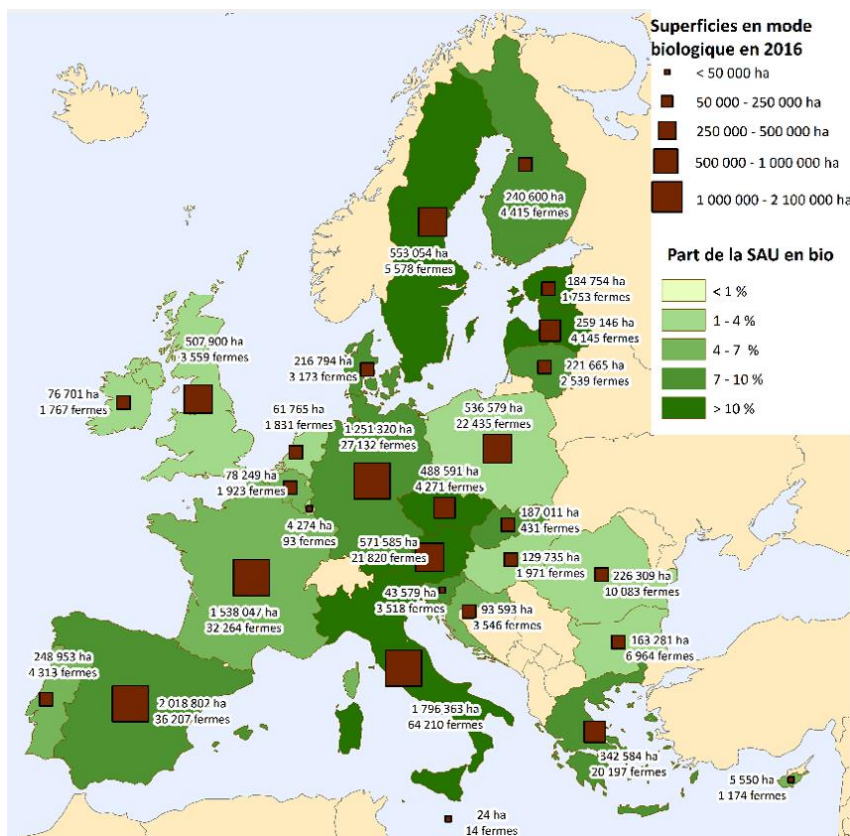 Superficies en mode
biologique en 2016
< 50 000 ha
50 000 - 250 000 ha
250 000 - 500 000 ha
500 000 - 1 000 000 ha
1 000 000 - 2 100 000 ha
Part de la SAU en bio
< 1 %
1 - 4 %
4 - 7 %
7 - 10 %
> 10 %
240 600 ha
4 415 fermes
553 054 ha
5 578 fermes
184 754 ha
1 753 fermes
259 146 ha
4 145 fermes
221 665 ha
2 539 fermes
507 900 ha
3 559 fermes
216 794 ha
3 173 fermes
76 701 ha
1 767 fermes
61 765 ha
1 831 fermes
1 251 320 ha
27 132 fermes
536 579 ha
22 435 fermes
78 249 ha
1 923 fermes
488 591 ha
4 271 fermes
4 274 ha
93 fermes
187 011 ha
431 fermes
571 585 ha
21 820 fermes
129 735 ha
1 971 fermes
226 309 ha
10 083 fermes
1 538 047 ha
32 264 fermes
43 579 ha
3 518 fermes
93 593 ha
3 546 fermes
163 281 ha
6 964 fermes
248 953 ha
4 313 fermes
2 018 802 ha
36 207 fermes
1 796 363 ha
64 210 fermes
342 584 ha
20 197 fermes
5 550 ha
1 174 fermes
24 ha
14 fermes